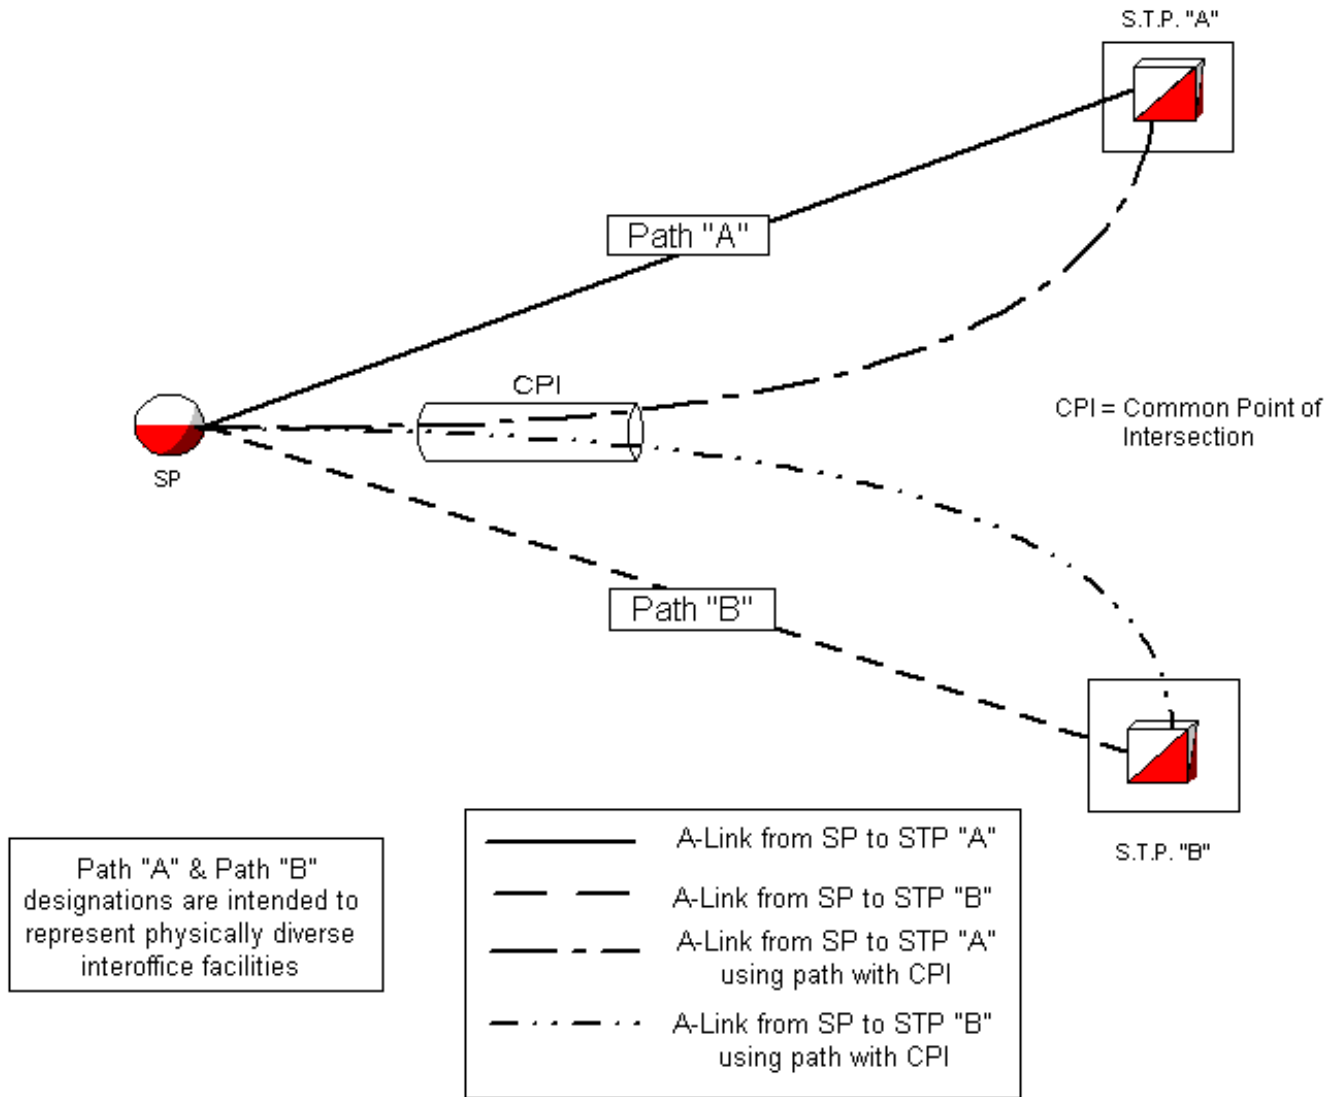 S.T.P. "A"
Path "A"
CPI
CPI = Common Point of
Intersection
SP
Path "B"
S.T.P. "B"
Path "A" & Path "B"
designations are intended to
represent physically diverse
interoffice facilities
A-Link from SP to STP "A"
A-Link from SP to STP "B"
A-Link from SP to STP "A"
using path with CPI
A-Link from SP to STP "B"
using path with CPI